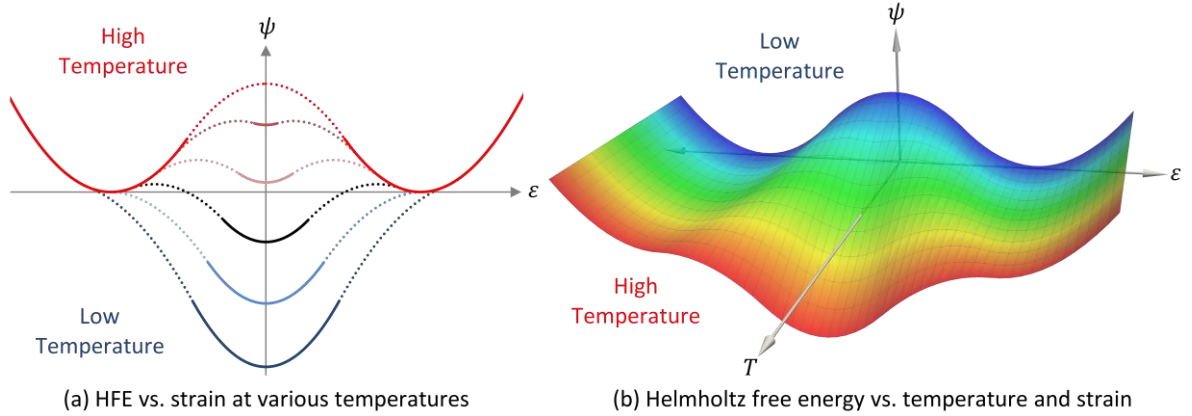 ψ
High
Temperature
ε
Low
Temperature
(a) HFE vs. strain at various temperatures
ψ
Low
Temperature
ε
High
Temperature
T
(b) Helmholtz free energy vs. temperature and strain